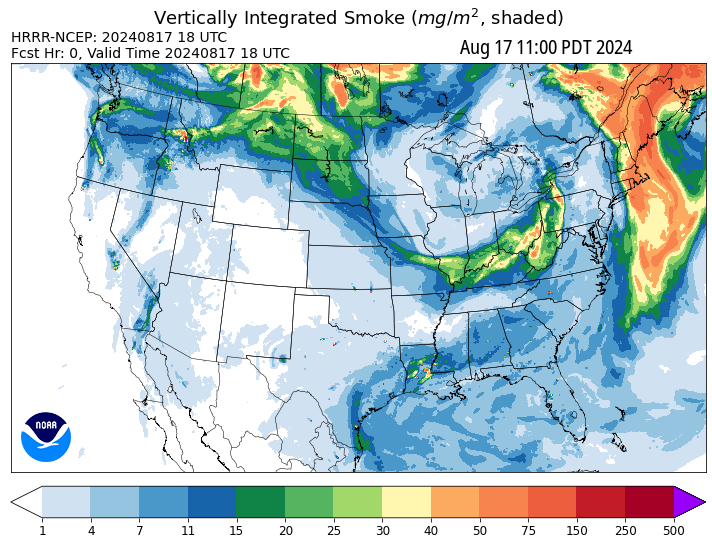 Vertically Integrated Smoke (mg/m², shaded)
HRRR-NCEP: 20240817 18 UTC
Fcst Hr: 0, Valid Time 20240817 18 UTC
Aug 17 11:00 PDT 2024
NOAA
1 4 7 11 15 20 25 30 40 50 75 150 250 500